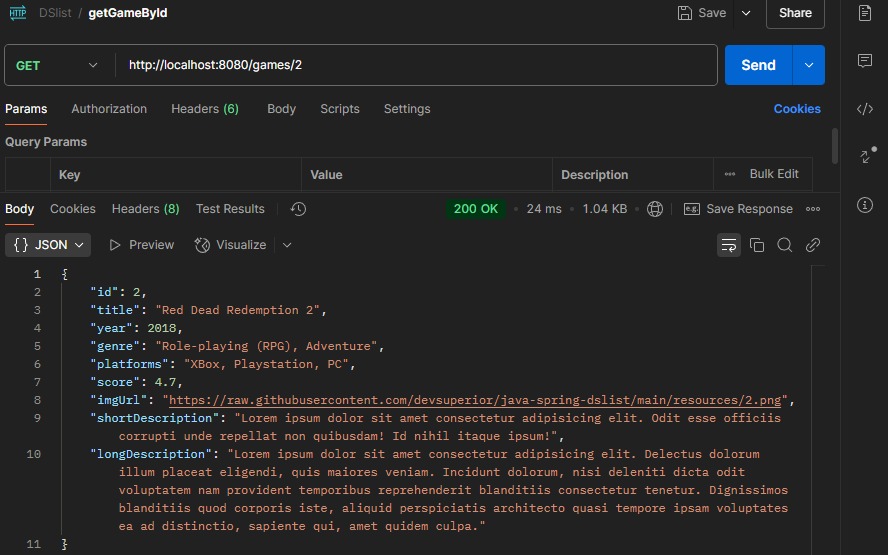 HTTP DSlist / getGameById Save Share
GET http://localhost:8080/games/2 Send
Params Authorization Headers (6) Body Scripts Settings Cookies
Query Params
Key Value Description Bulk Edit
Body Cookies Headers (8) Test Results 200 OK • 24 ms • 1.04 KB • e.g. Save Response
{} JSON Preview Visualize
1 {
2 "id": 2,
3 "title": "Red Dead Redemption 2",
4 "year": 2018,
5 "genre": "Role-playing (RPG), Adventure",
6 "platforms": "XBox, Playstation, PC",
7 "score": 4.7,
8 "imgUrl": "https://raw.githubusercontent.com/devsuperior/java-spring-dslist/main/resources/2.png",
9 "shortDescription": "Lorem ipsum dolor sit amet consectetur adipisicing elit. Odit esse officiis
corrupti unde repellat non quibusdam! Id nihil itaque ipsum!",
10 "longDescription": "Lorem ipsum dolor sit amet consectetur adipisicing elit. Delectus dolorum
illum placeat eligendi, quis maiores veniam. Incidunt dolorum, nisi deleniti dicta odit
voluptatem nam provident temporibus reprehenderit blanditiis consectetur tenetur. Dignissimos
blanditiis quod corporis iste, aliquid perspiciatis architecto quasi tempore ipsam voluptates
ea ad distinctio, sapiente qui, amet quidem culpa."
11 }